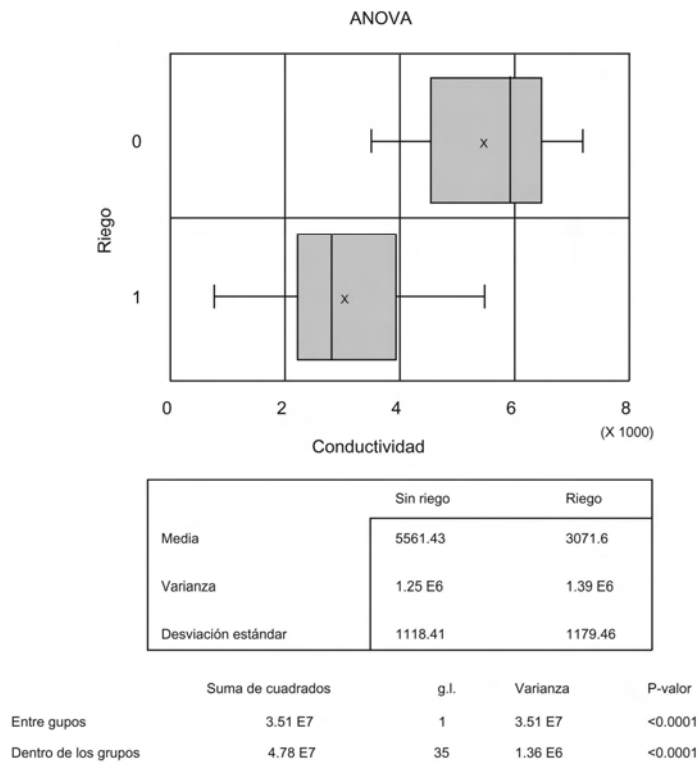 ANOVA
0
Riego
1
0 2 4 6 8
(X 1000)
Conductividad
Sin riego Riego
Media 5561.43 3071.6
Varianza 1.25 E6 1.39 E6
Desviación estándar 1118.41 1179.46
Suma de cuadrados g.l. Varianza P-valor
Entre gupos 3.51 E7 1 3.51 E7 <0.0001
Dentro de los grupos 4.78 E7 35 1.36 E6 <0.0001